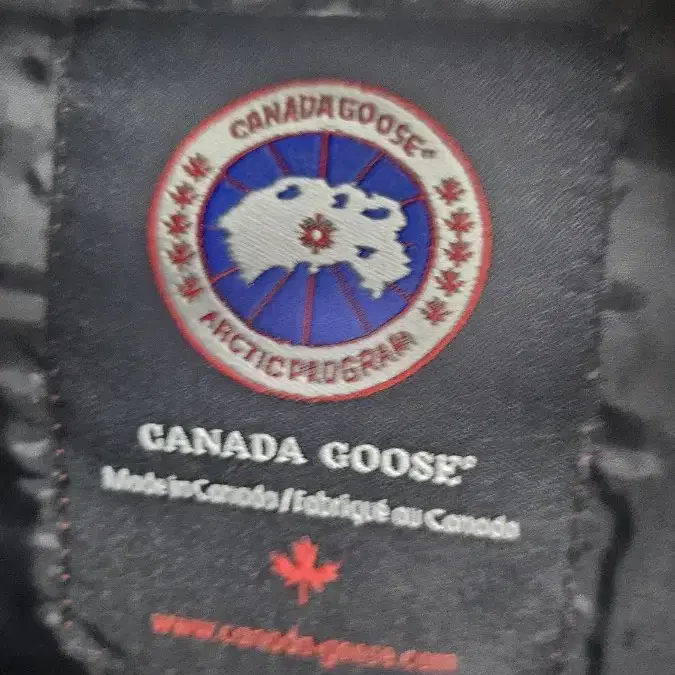 CANADA GOOSE®
ARCTIC PROGRAM
CANADA GOOSE®
Made in Canada / Fabriqué au Canada
www.canada-goose.com